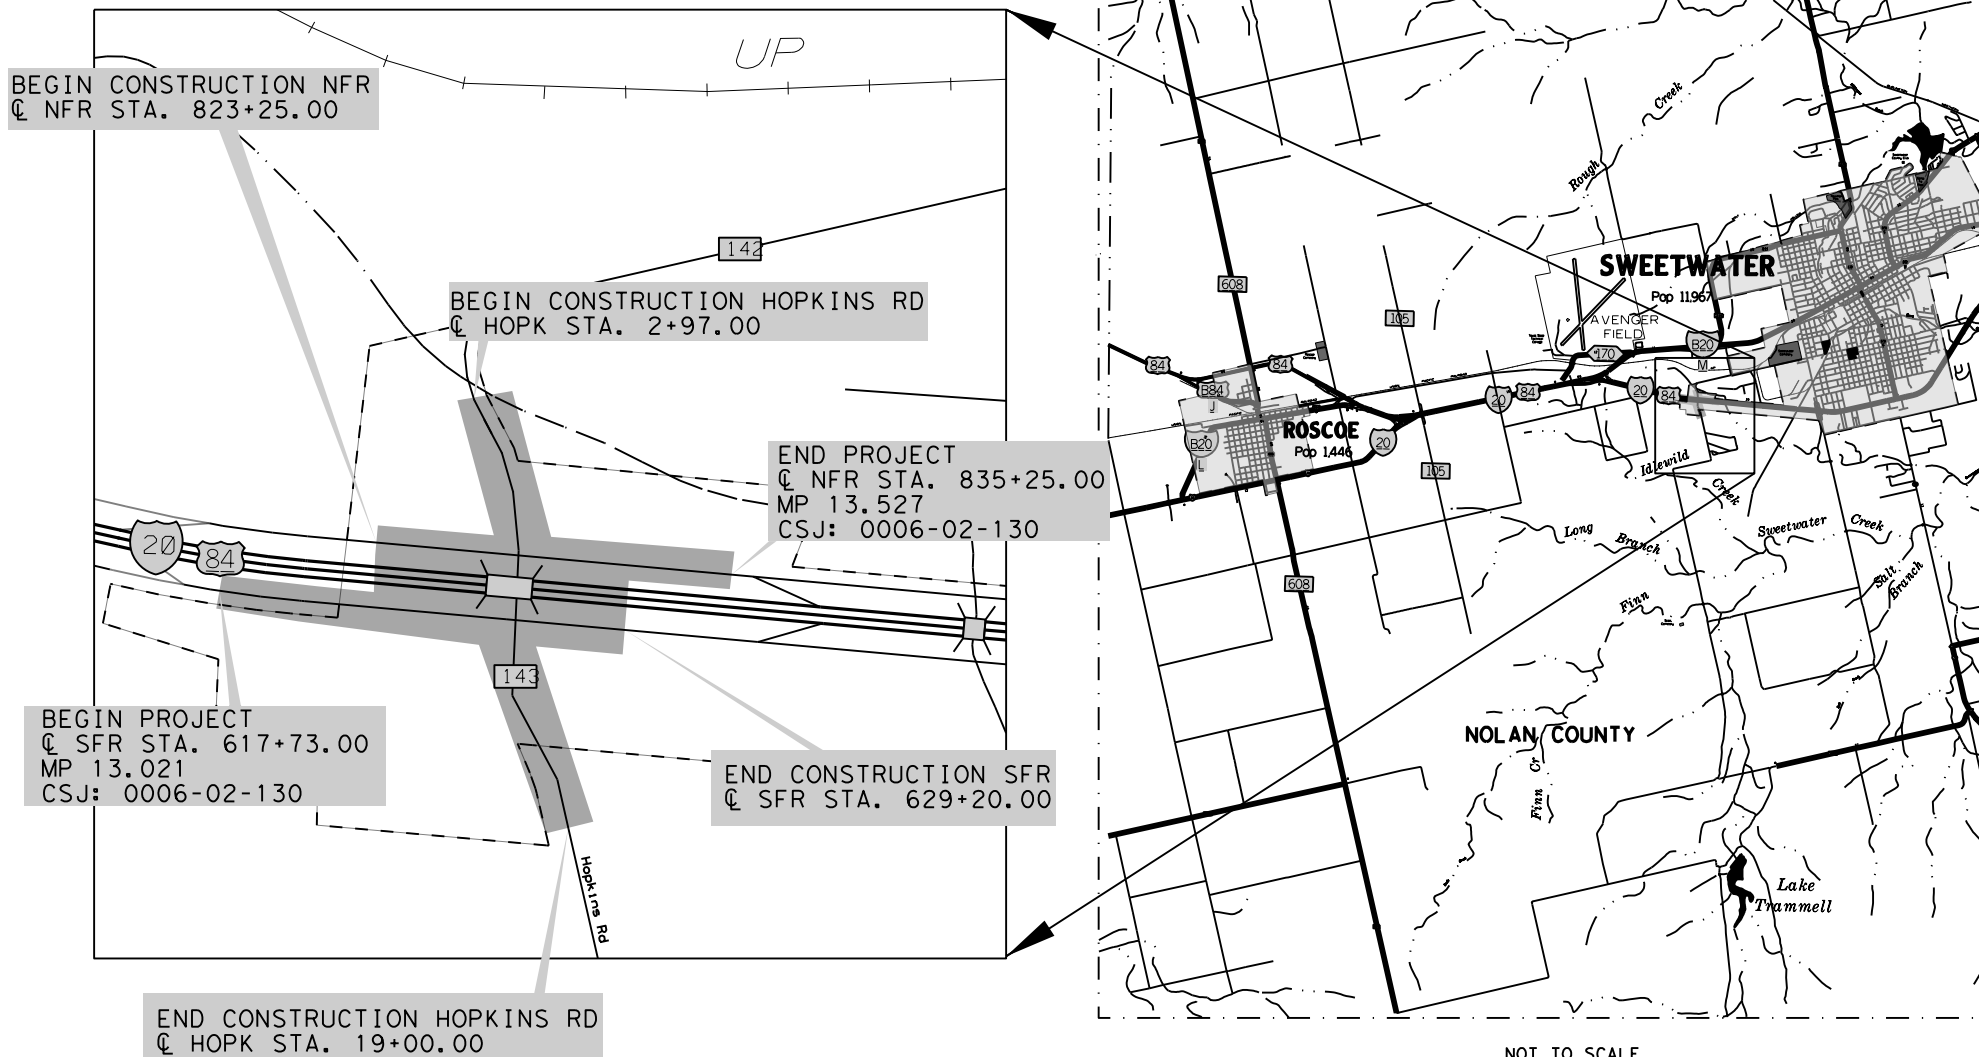 UP
BEGIN CONSTRUCTION NFR
℄ NFR STA. 823+25.00
142
BEGIN CONSTRUCTION HOPKINS RD
℄ HOPK STA. 2+97.00
END PROJECT
℄ NFR STA. 835+25.00
MP 13.527
CSJ: 0006-02-130
20
84
143
BEGIN PROJECT
℄ SFR STA. 617+73.00
MP 13.021
CSJ: 0006-02-130
END CONSTRUCTION SFR
℄ SFR STA. 629+20.00
Hopkins Rd
END CONSTRUCTION HOPKINS RD
℄ HOPK STA. 19+00.00
Creek
Rough
SWEETWATER
Pop 11,967
608
105
AVENGER
FIELD
170
B20
M
84
84
B84
J
20
84
20
84
ROSCOE
Pop 1,446
B20
L
20
105
Idlewild
Creek
Long
Branch
Sweetwater
Creek
Salt
Branch
608
Finn
NOLAN COUNTY
Finn Cr
Lake
Trammell
NOT TO SCALE